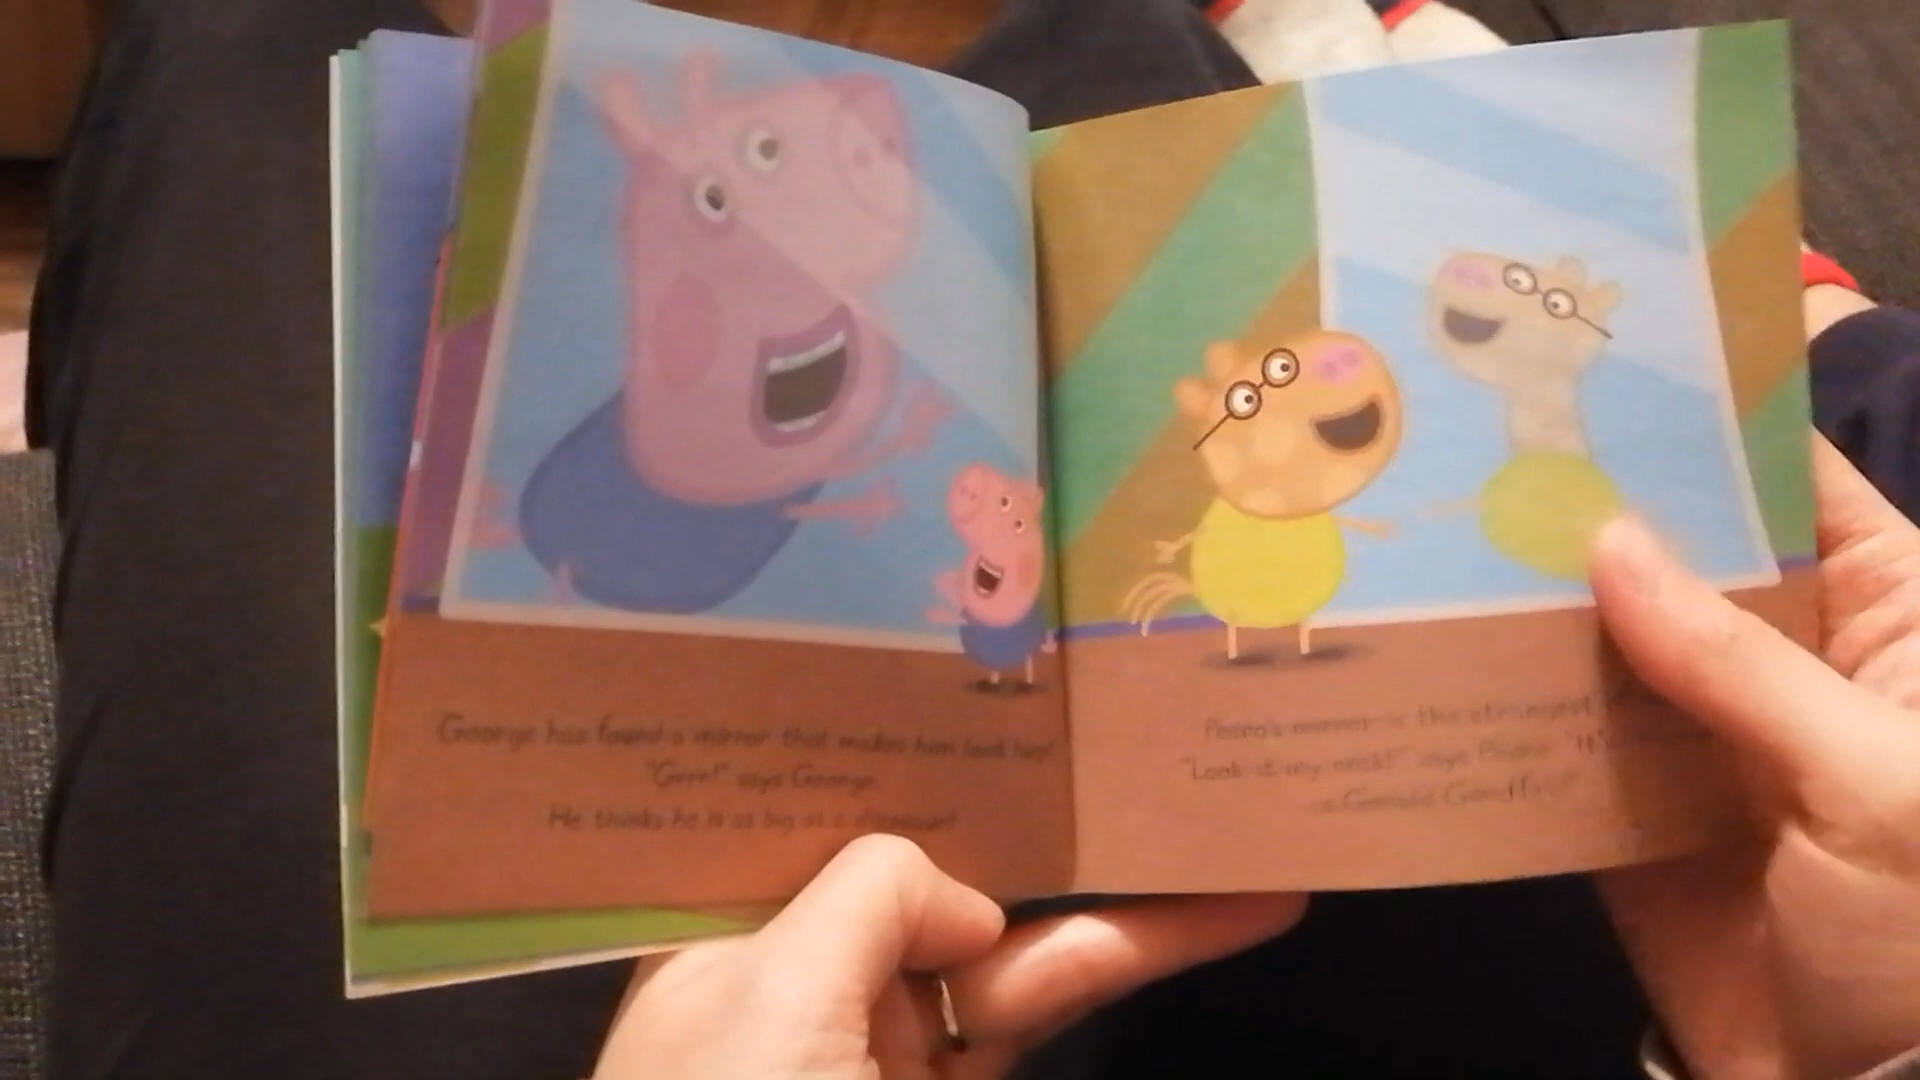 George has found a mirror that makes him look big!
"Grrr!" says George.
He thinks he is as big as a dinosaur!
Pedro's mirror is the strangest
"Look at my neck!" says Pedro. "It's
a Gerald Giraffe!"